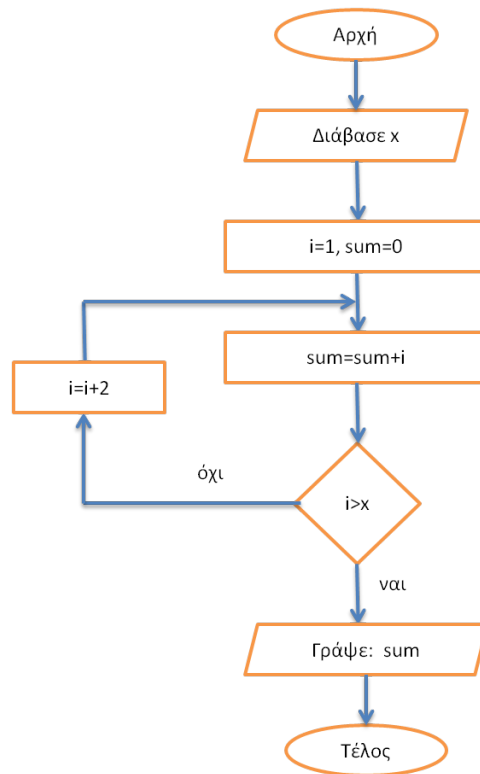 Αρχή
Διάβασε x
i=1, sum=0
sum=sum+i
i=i+2
όχι
i>x
ναι
Γράψε: sum
Τέλος